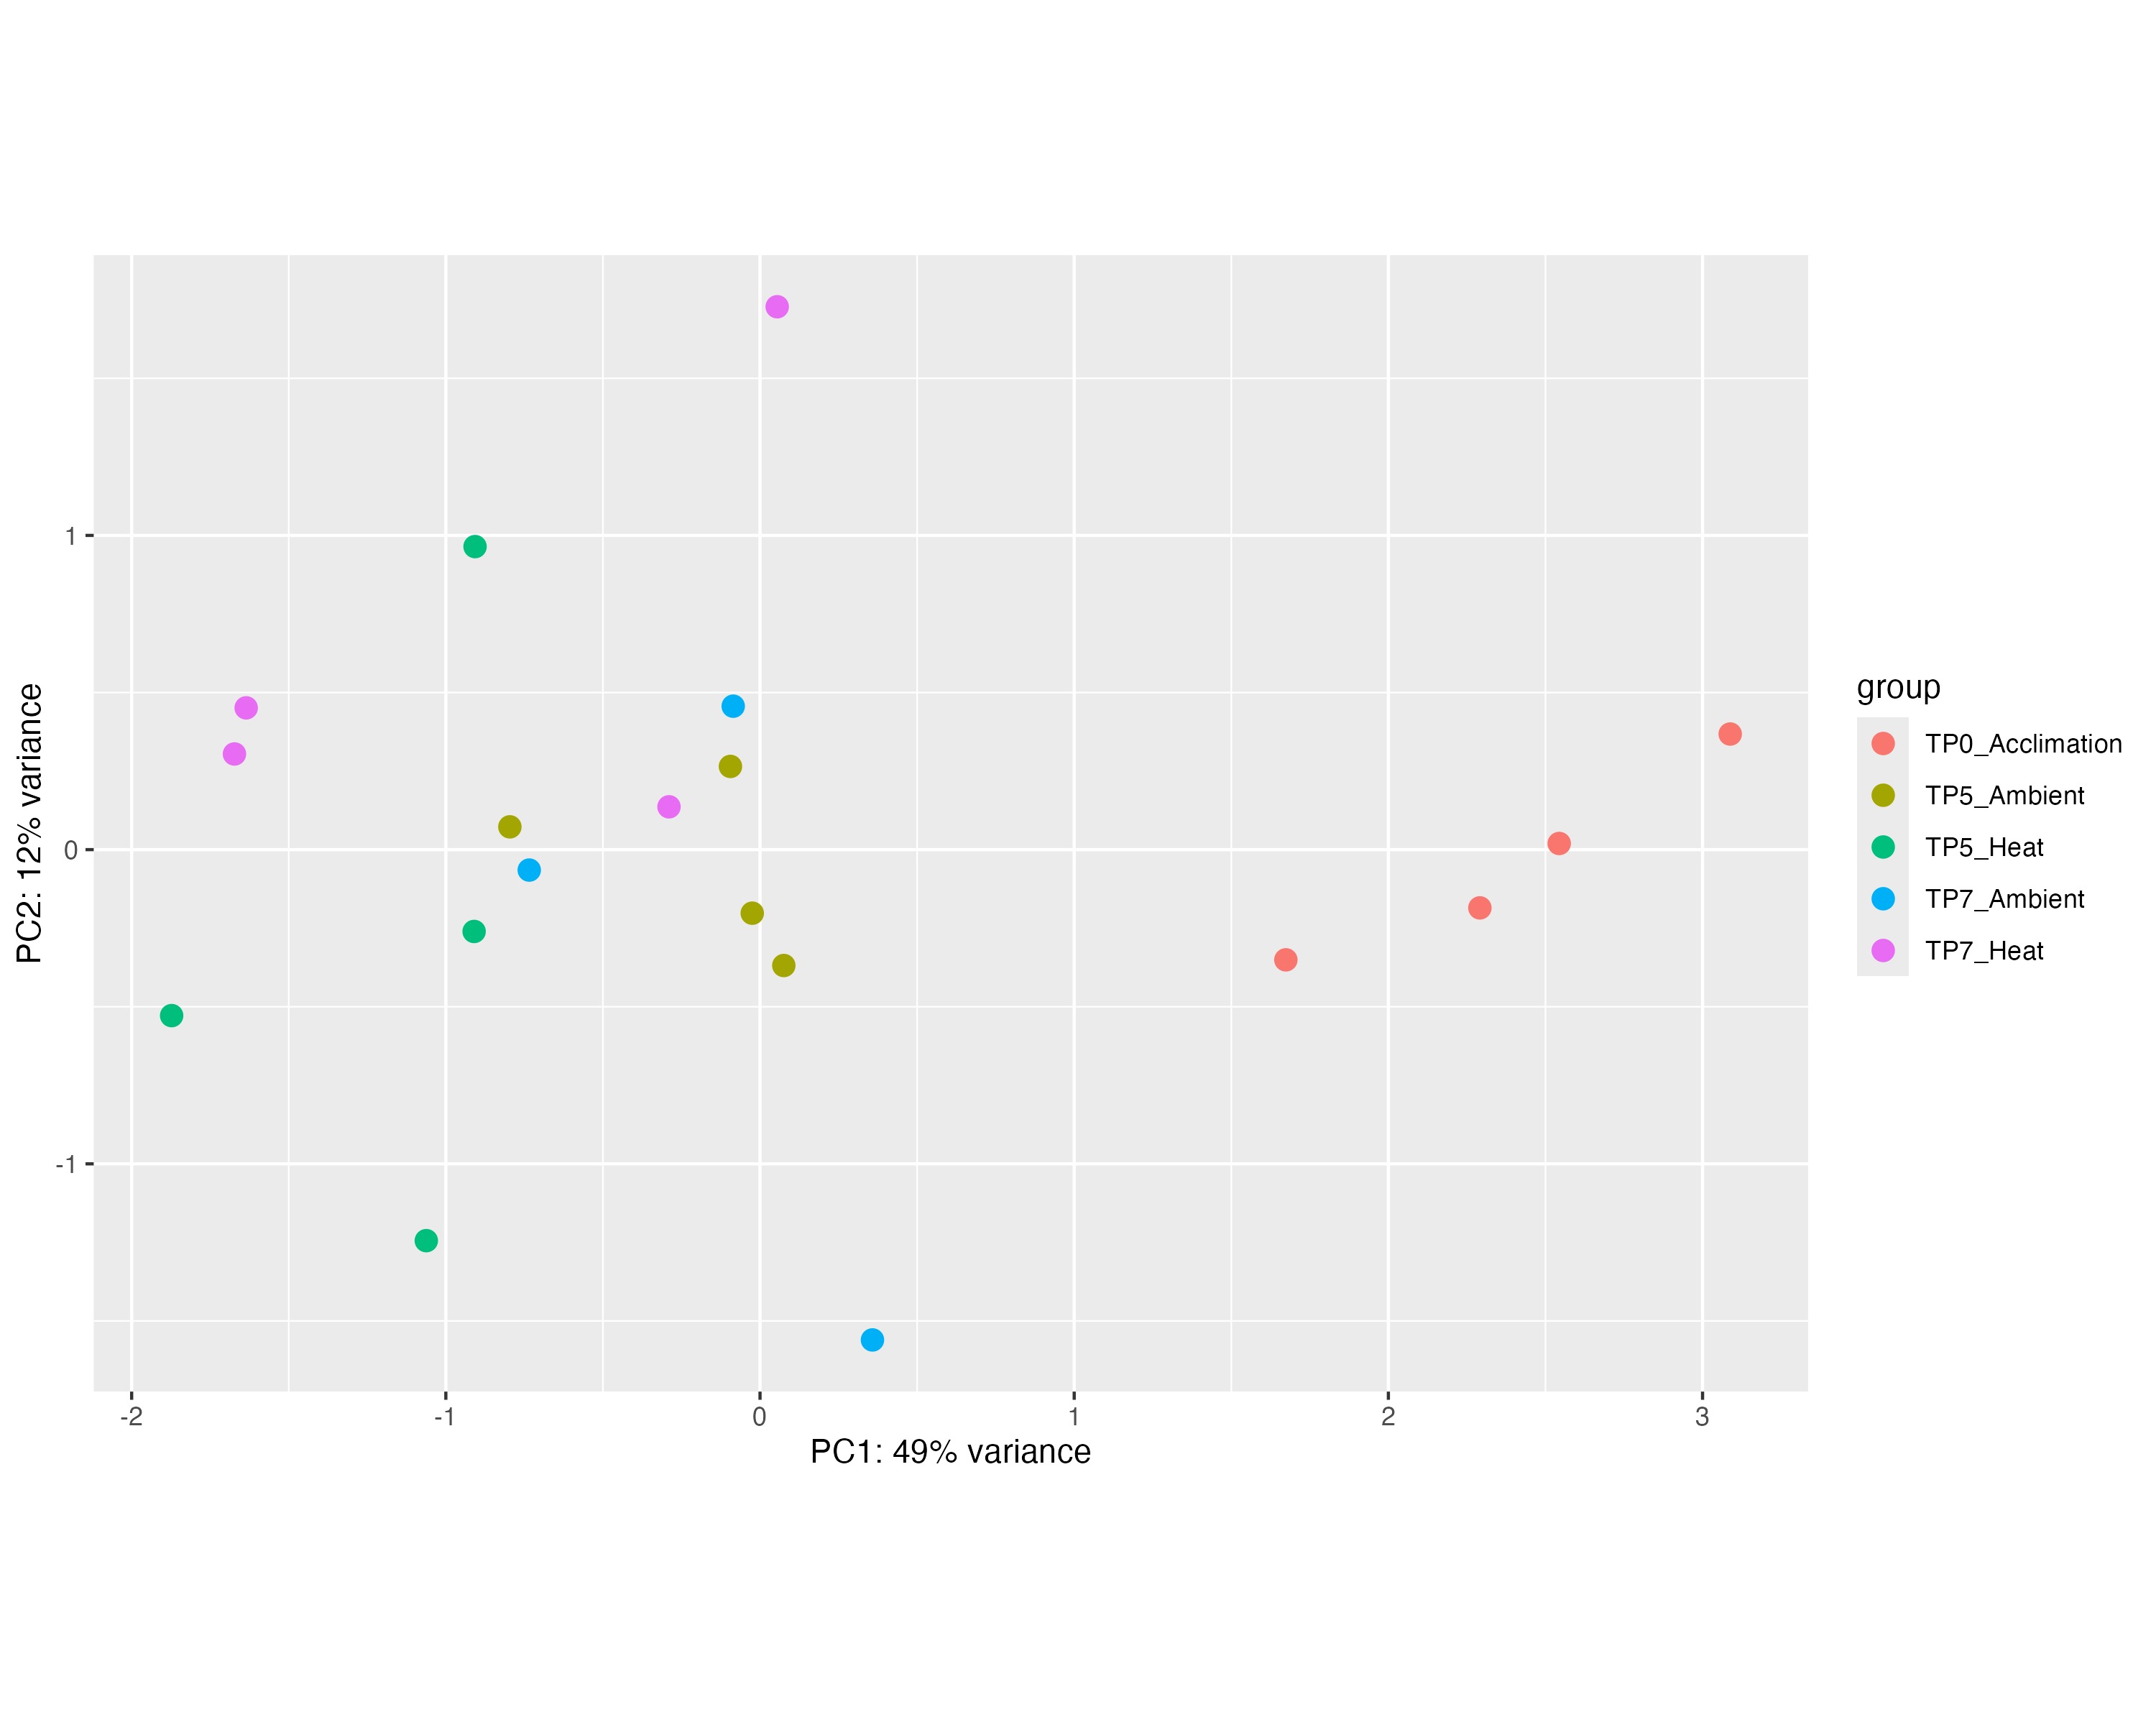 1
0
-1
PC2: 12% variance
-2
-1
0
1
2
3
PC1: 49% variance
group
TP0_Acclimation
TP5_Ambient
TP5_Heat
TP7_Ambient
TP7_Heat